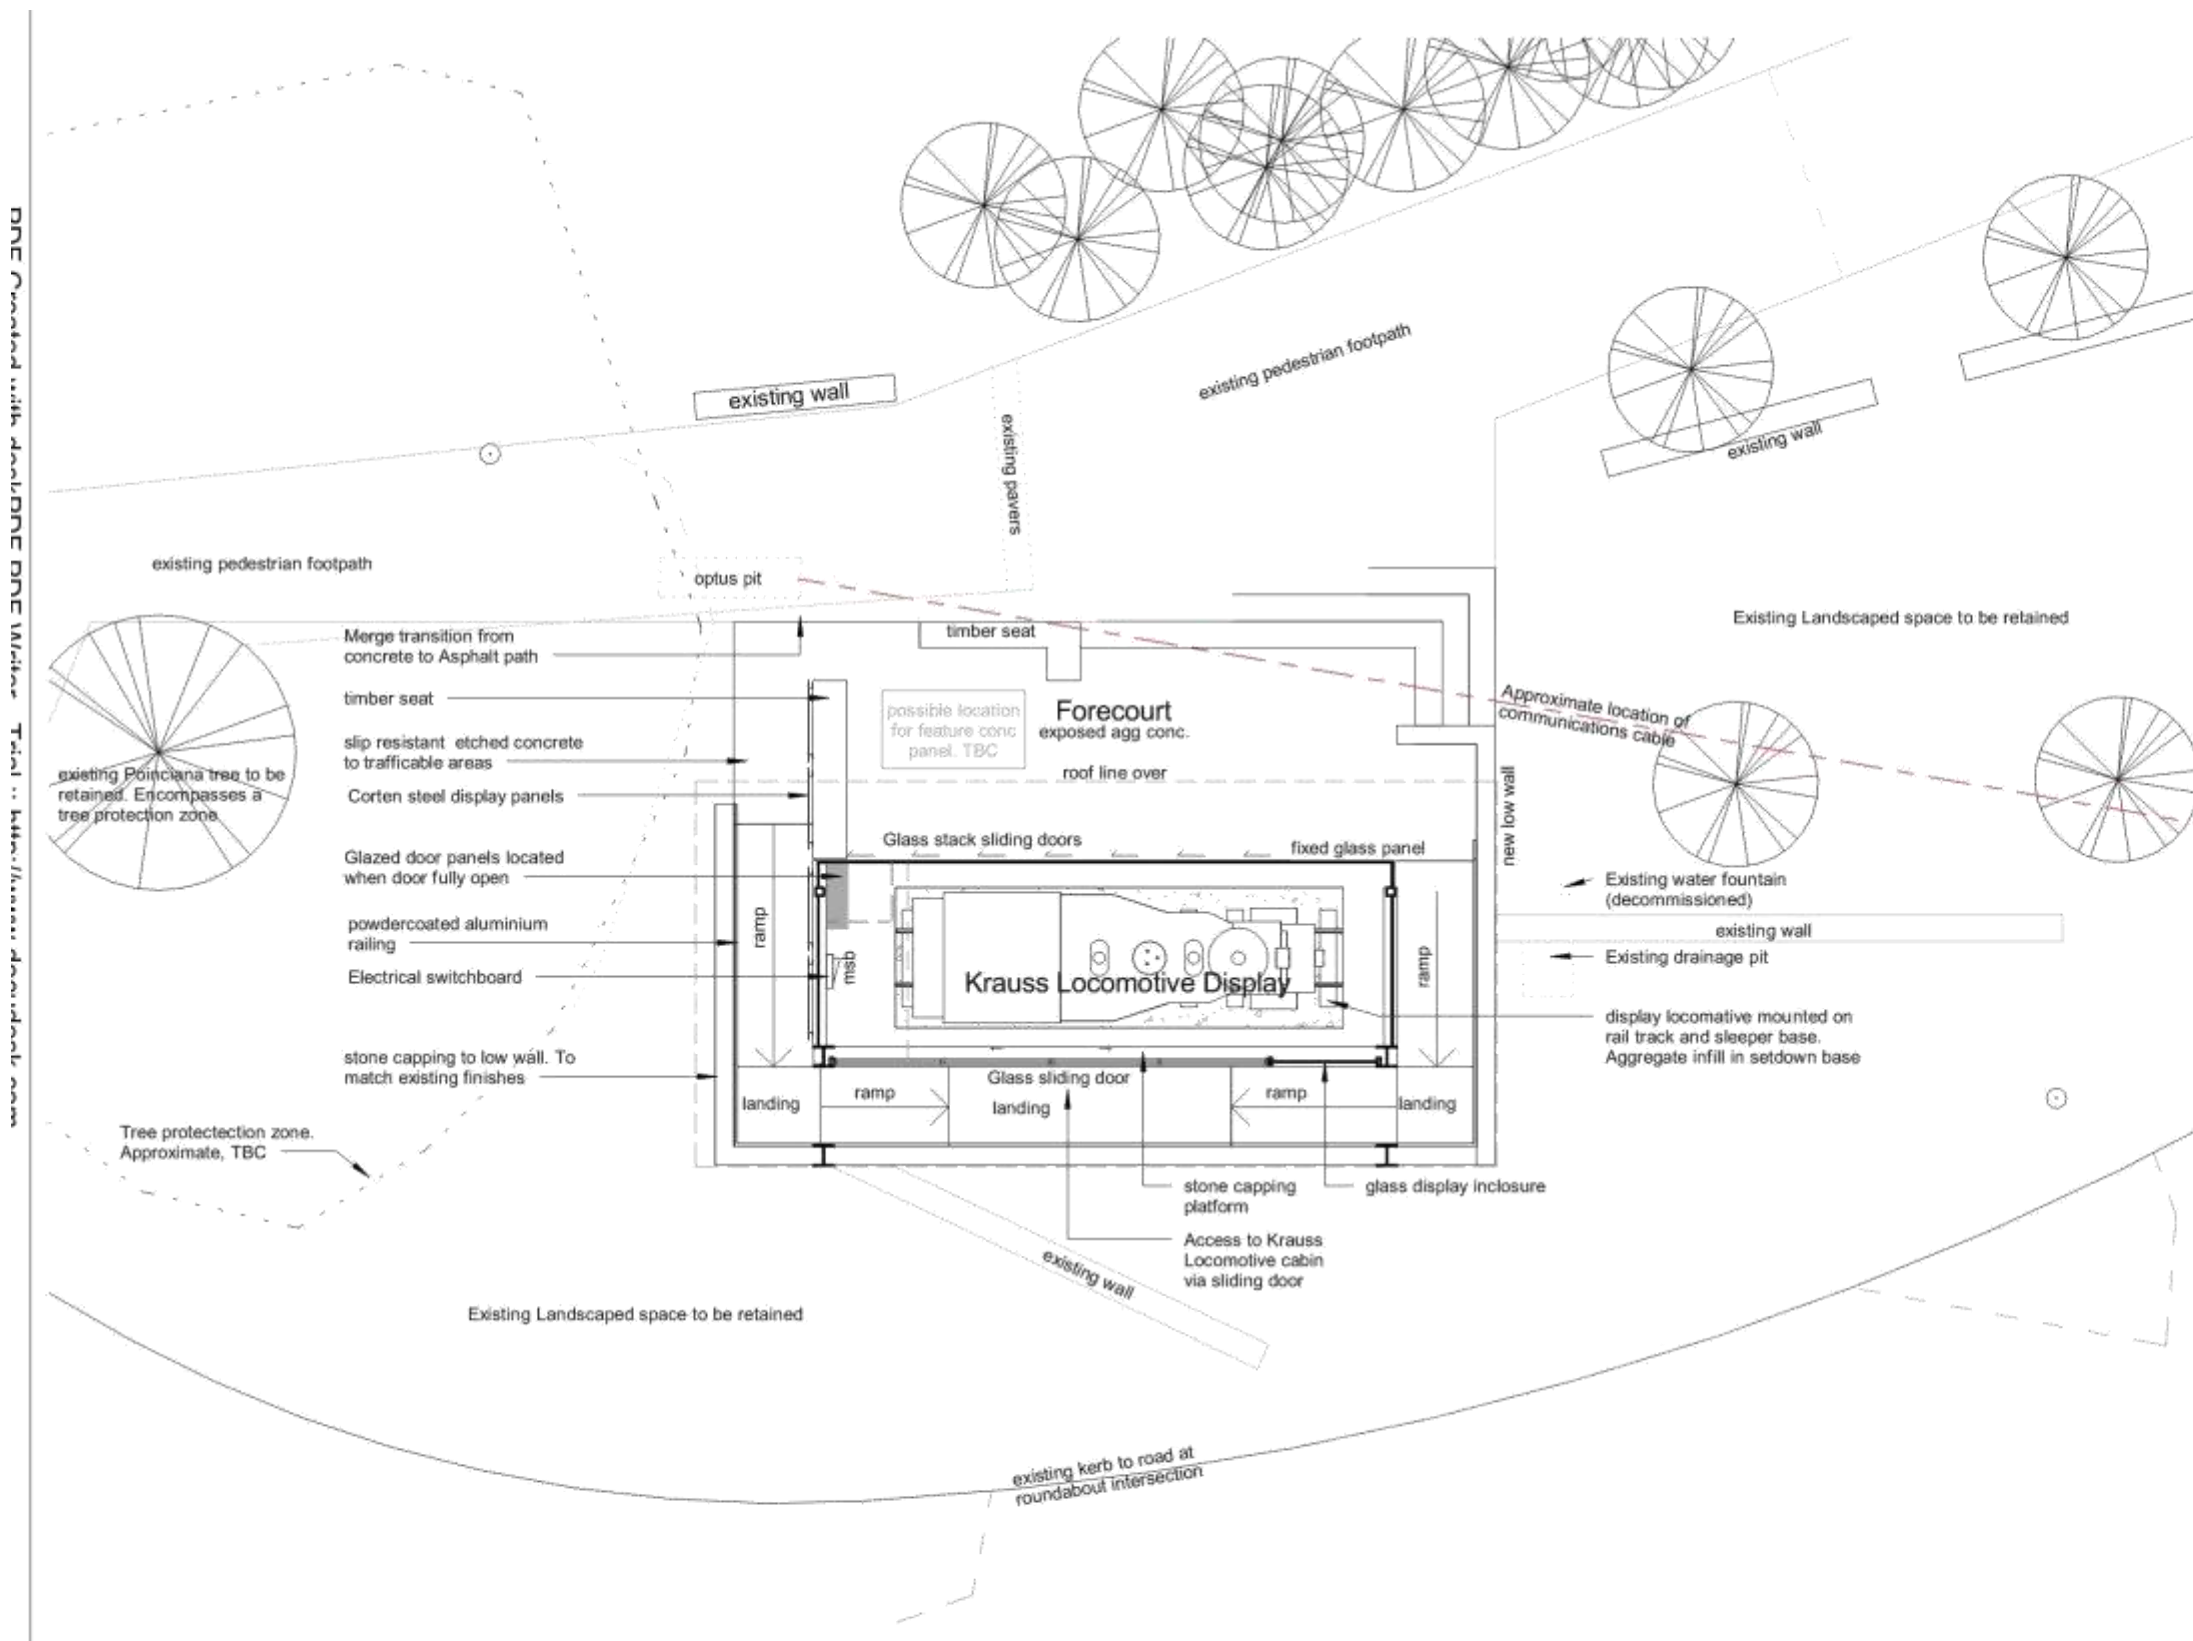 existing wall
existing pedestrian footpath
existing wall
existing pavers
existing pedestrian footpath
optus pit
Existing Landscaped space to be retained
timber seat
Merge transition from
concrete to Asphalt path
timber seat
possible location
for feature conc
panel. TBC
Forecourt
exposed agg conc.
Approximate location of
communications cable
slip resistant etched concrete
to trafficable areas
roof line over
existing Poinciana tree to be
retained. Encompasses a
tree protection zone
Corten steel display panels
new low wall
Glass stack sliding doors
fixed glass panel
Glazed door panels located
when door fully open
Existing water fountain
(decommissioned)
powdercoated aluminium
railing
ramp
existing wall
ramp
Electrical switchboard
msb
Krauss Locomotive Display
Existing drainage pit
display locomative mounted on
rail track and sleeper base.
Aggregate infill in setdown base
stone capping to low wall. To
match existing finishes
Glass sliding door
landing
ramp
landing
ramp
landing
Tree protectection zone.
Approximate, TBC
stone capping
platform
glass display inclosure
Access to Krauss
Locomotive cabin
via sliding door
existing wall
Existing Landscaped space to be retained
existing kerb to road at
roundabout intersection